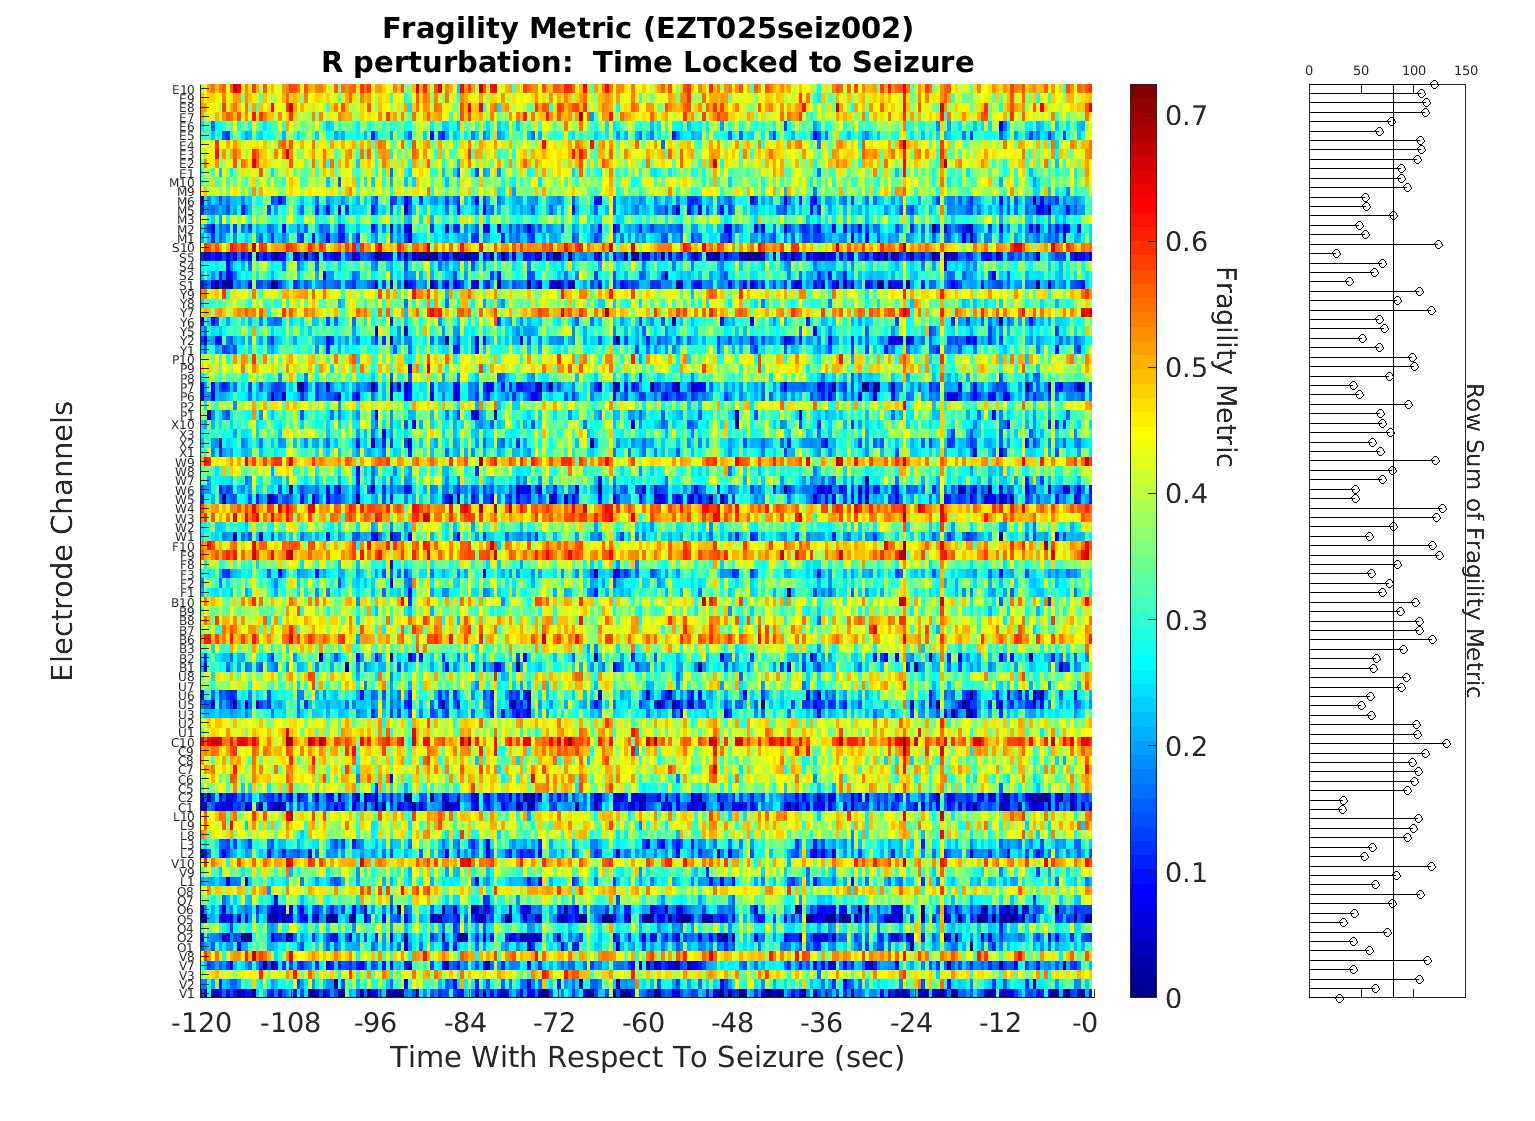 Fragility Metric (EZT025seiz002)
R perturbation:  Time Locked to Seizure
Electrode Channels
E10
E9
E8
E7
E6
E5
E4
E3
E2
E1
M10
M9
M6
M5
M3
M2
M1
S10
S5
S4
S2
S1
Y9
Y8
Y7
Y6
Y5
Y2
Y1
P10
P9
P8
P7
P6
P2
P1
X10
X3
X2
X1
W9
W8
W7
W6
W5
W4
W3
W2
W1
F10
F9
F8
F3
F2
F1
B10
B9
B8
B7
B6
B3
B2
B1
U8
U7
U6
U5
U3
U1
C10
C9
C8
C7
C6
C5
C2
C1
L10
L9
L8
L3
L2
V10
V9
L1
O8
O7
O6
O5
O4
O2
O1
V8
V7
V3
V2
V1
-120 -108 -96 -84 -72 -60 -48 -36 -24 -12 -0
Time With Respect To Seizure (sec)
0.7
0.6
0.5
0.4
0.3
0.2
0.1
0
Fragility Metric
0 50 100 150
Row Sum of Fragility Metric